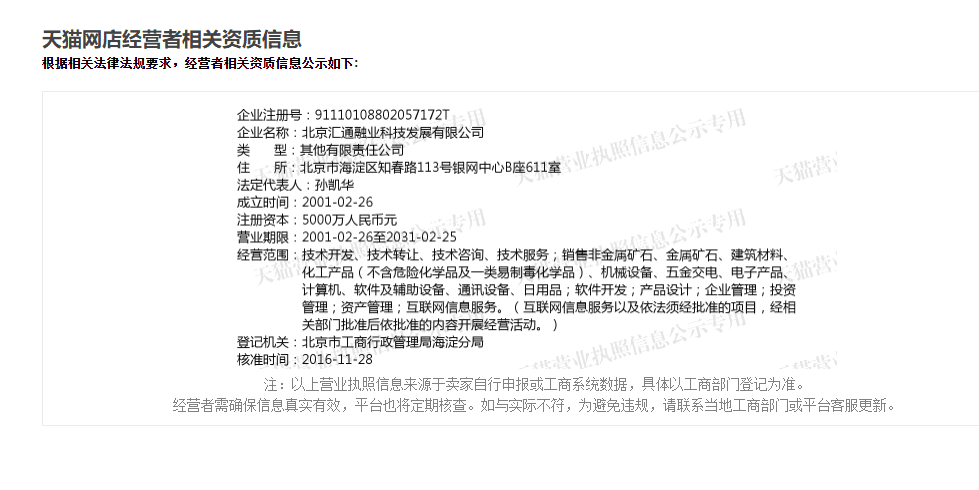 天猫网店经营者相关资质信息
根据相关法律法规要求，经营者相关资质信息公示如下：
企业注册号：91110108802057172T
企业名称：北京汇通融业科技发展有限公司
类　　型：其他有限责任公司
住　　所：北京市海淀区知春路113号银网中心B座611室
法定代表人：孙凯华
成立时间：2001-02-26
注册资本：5000万人民币元
营业期限：2001-02-26至2031-02-25
经营范围：技术开发、技术转让、技术咨询、技术服务；销售非金属矿石、金属矿石、建筑材料、
化工产品（不含危险化学品及一类易制毒化学品）、机械设备、五金交电、电子产品、
计算机、软件及辅助设备、通讯设备、日用品；软件开发；产品设计；企业管理；投资
管理；资产管理；互联网信息服务。（互联网信息服务以及依法须经批准的项目，经相
关部门批准后依批准的内容开展经营活动。）
登记机关：北京市工商行政管理局海淀分局
核准时间：2016-11-28
注：以上营业执照信息来源于卖家自行申报或工商系统数据，具体以工商部门登记为准。
经营者需确保信息真实有效，平台也将定期核查。如与实际不符，为避免违规，请联系当地工商部门或平台客服更新。
天猫营业执照信息公示专用
天猫营业执照信息公示专用
天猫营
天猫营业执照信息公示专用
天猫营业执照信息公示专用
天猫营
天猫营业执照信息公示专用